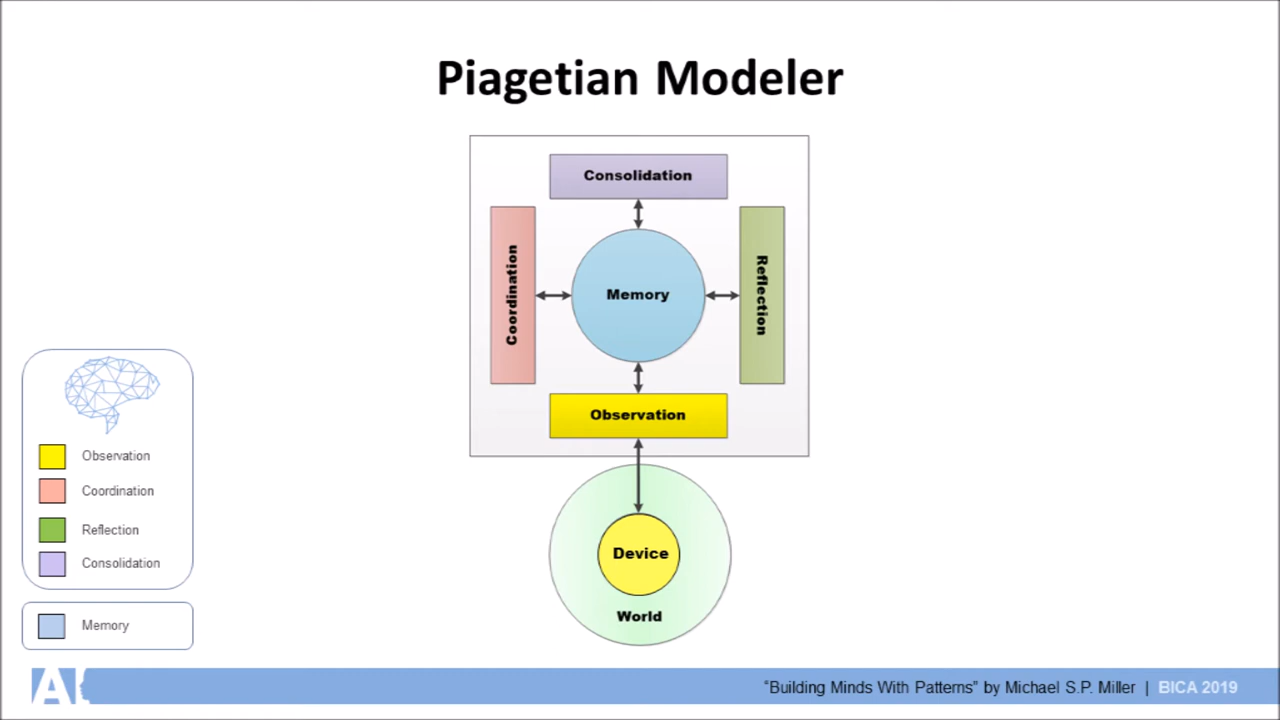 Piagetian Modeler
Consolidation
Coordination
Memory
Reflection
Observation
Device
World
Observation
Coordination
Reflection
Consolidation
Memory
AI
“Building Minds With Patterns” by Michael S.P. Miller | BICA 2019